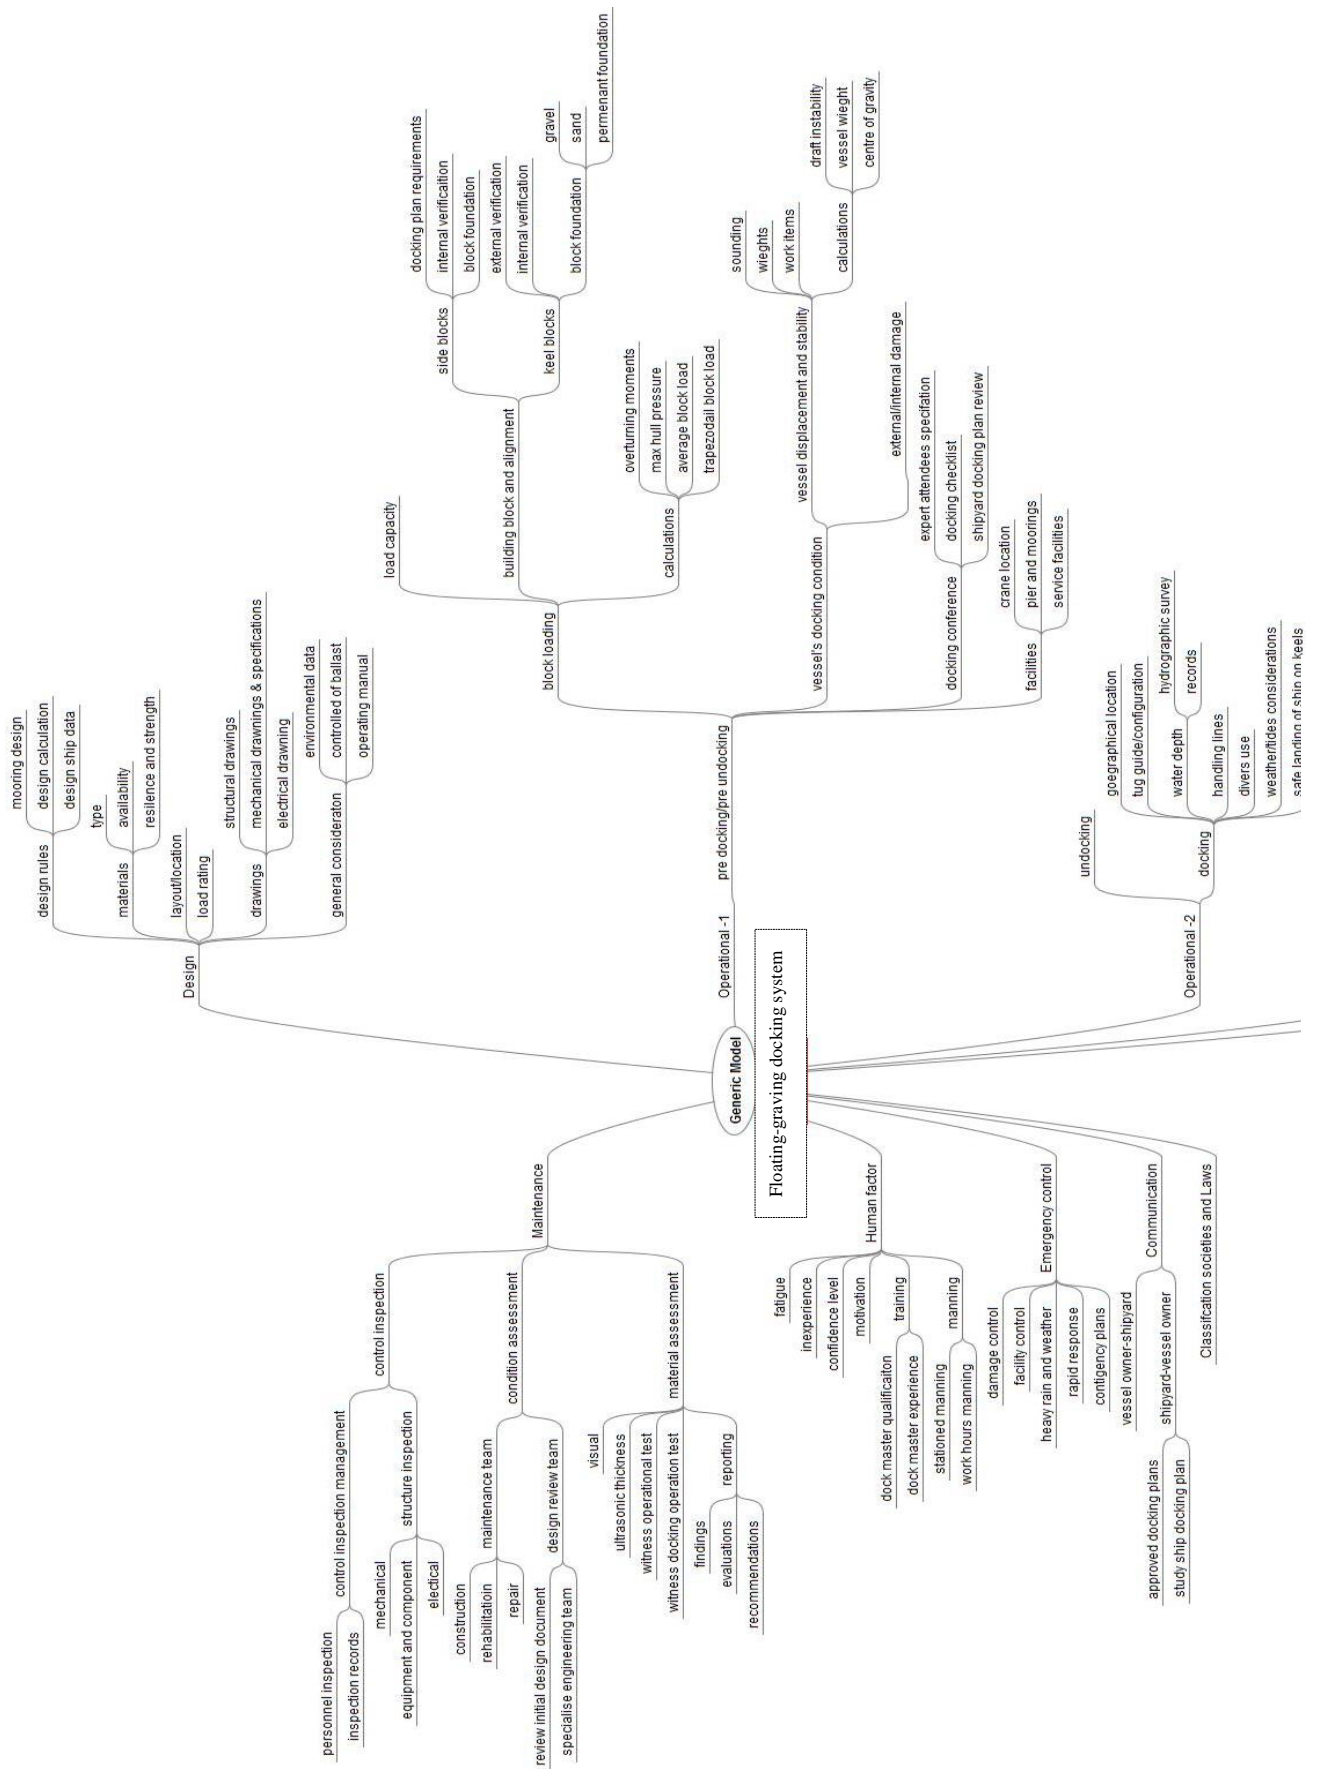 Generic Model
Floating-graving docking system
Design
design rules
mooring design
design calculation
design ship data
materials
type
availability
resilience and strength
layout/location
load rating
drawings
structural drawings
mechanical drawnings & specifications
electrical drawning
general consideraton
environmental data
controlled of ballast
operating manual
Operational -1
pre docking/pre undocking
block loading
load capacity
building block and alignment
side blocks
docking plan requirements
internal verificaition
block foundation
keel blocks
external verification
internal verification
block foundation
gravel
sand
permenant foundation
calculations
overturning moments
max hull pressure
average block load
trapezodail block load
vessel's docking condition
vessel displacement and stability
sounding
wieghts
work items
calculations
draft instability
vessel wieght
centre of gravity
external/internal damage
docking conference
expert attendees specifation
docking checklist
shipyard docking plan review
facilities
crane location
pier and moorings
service facilities
Operational -2
undocking
docking
goegraphical location
tug guide/configuration
water depth
hydrographic survey
records
handling lines
divers use
weather/tides considerations
safe landing of ship on keels
Maintenance
control inspection
control inspection management
personnel inspection
inspection records
structure inspection
mechanical
equipment and component
electical
condition assessment
maintenance team
construction
rehabilitatioin
repair
design review team
review initial design document
specialise engineering team
material assessment
visual
ultrasonic thickness
witness operational test
witness docking operation test
reporting
findings
evaluations
recommendations
Human factor
fatigue
inexperience
confidence level
motivation
training
dock master qualificaiton
dock master experience
manning
stationed manning
work hours manning
Emergency control
damage control
facility control
heavy rain and weather
rapid response
contigency plans
Communication
vessel owner-shipyard
shipyard-vessel owner
approved docking plans
study ship docking plan
Classifcation societies and Laws